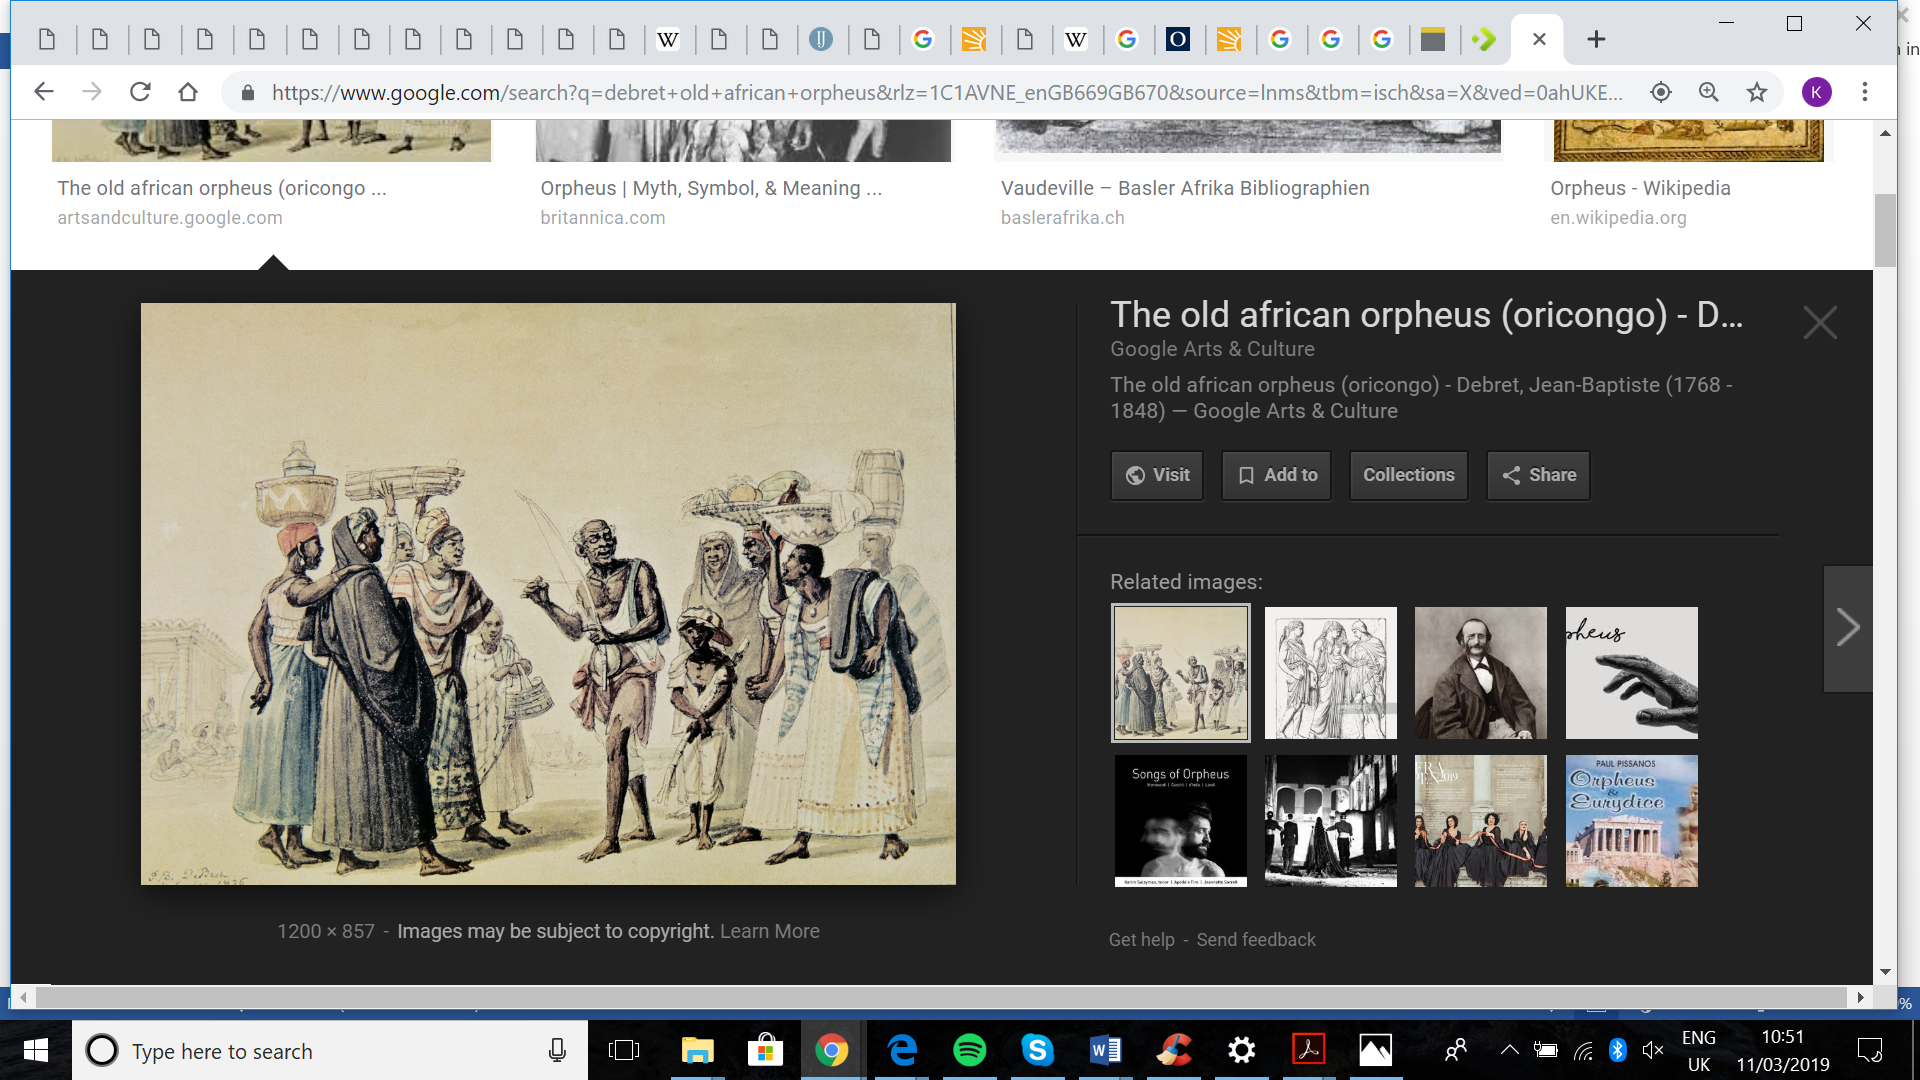 n in
https://www.google.com/search?q=debret+old+african+orpheus&rlz=1C1AVNE_enGB669GB670&source=lnms&tbm=isch&sa=X&ved=0ahUKE...
K
The old african orpheus (oricongo ...
artsandculture.google.com
Orpheus | Myth, Symbol, & Meaning ...
britannica.com
Vaudeville – Basler Afrika Bibliographien
baslerafrika.ch
Orpheus - Wikipedia
en.wikipedia.org
The old african orpheus (oricongo) - D...
Google Arts & Culture
The old african orpheus (oricongo) - Debret, Jean-Baptiste (1768 -
1848) — Google Arts & Culture
Visit
Add to
Collections
Share
Related images:
pheus
Songs of Orpheus
PAUL PISSANOS
Orpheus
&
Eurydice
J.B. DeBret
1200 × 857 - Images may be subject to copyright. Learn More
Get help - Send feedback
%
Type here to search
ENG
UK
10:51
11/03/2019